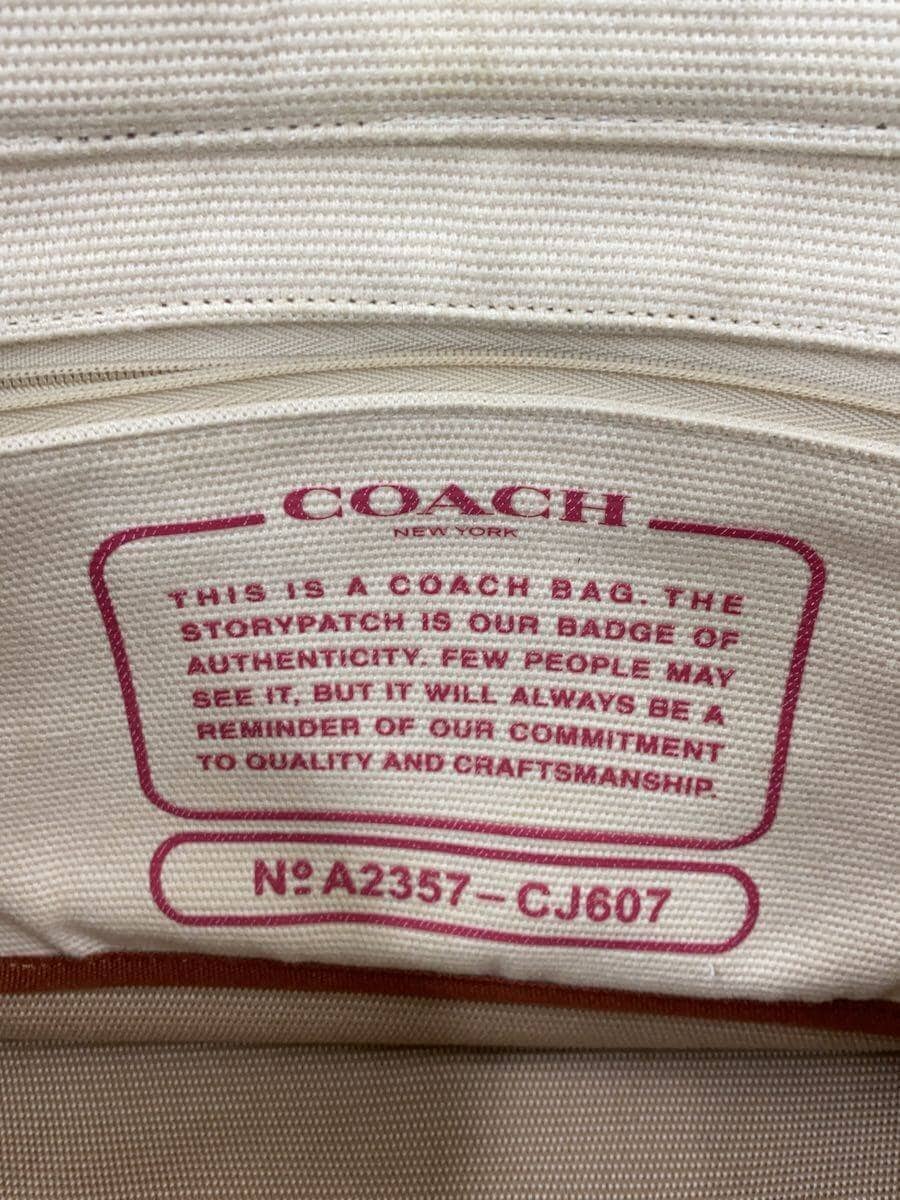 COACH
NEW YORK
THIS IS A COACH BAG. THE
STORYPATCH IS OUR BADGE OF
AUTHENTICITY. FEW PEOPLE MAY
SEE IT, BUT IT WILL ALWAYS BE A
REMINDER OF OUR COMMITMENT
TO QUALITY AND CRAFTSMANSHIP.
Nº A2357-CJ607